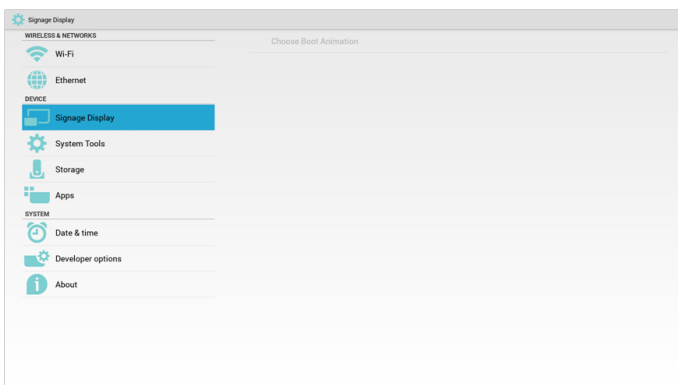 Signage Display
WIRELESS & NETWORKS
Wi-Fi
Ethernet
DEVICE
Signage Display
System Tools
Storage
Apps
SYSTEM
Date & time
Developer options
About
Choose Boot Animation